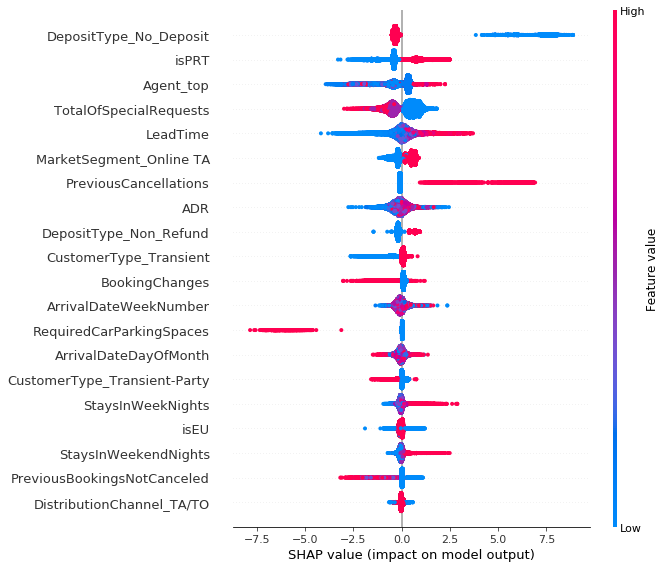 High
DepositType_No_Deposit
isPRT
Agent_top
TotalOfSpecialRequests
LeadTime
MarketSegment_Online TA
PreviousCancellations
ADR
DepositType_Non_Refund
CustomerType_Transient
BookingChanges
ArrivalDateWeekNumber
RequiredCarParkingSpaces
ArrivalDateDayOfMonth
CustomerType_Transient-Party
StaysInWeekNights
isEU
StaysInWeekendNights
PreviousBookingsNotCanceled
DistributionChannel_TA/TO
Feature value
Low
−7.5 −5.0 −2.5 0.0 2.5 5.0 7.5
SHAP value (impact on model output)